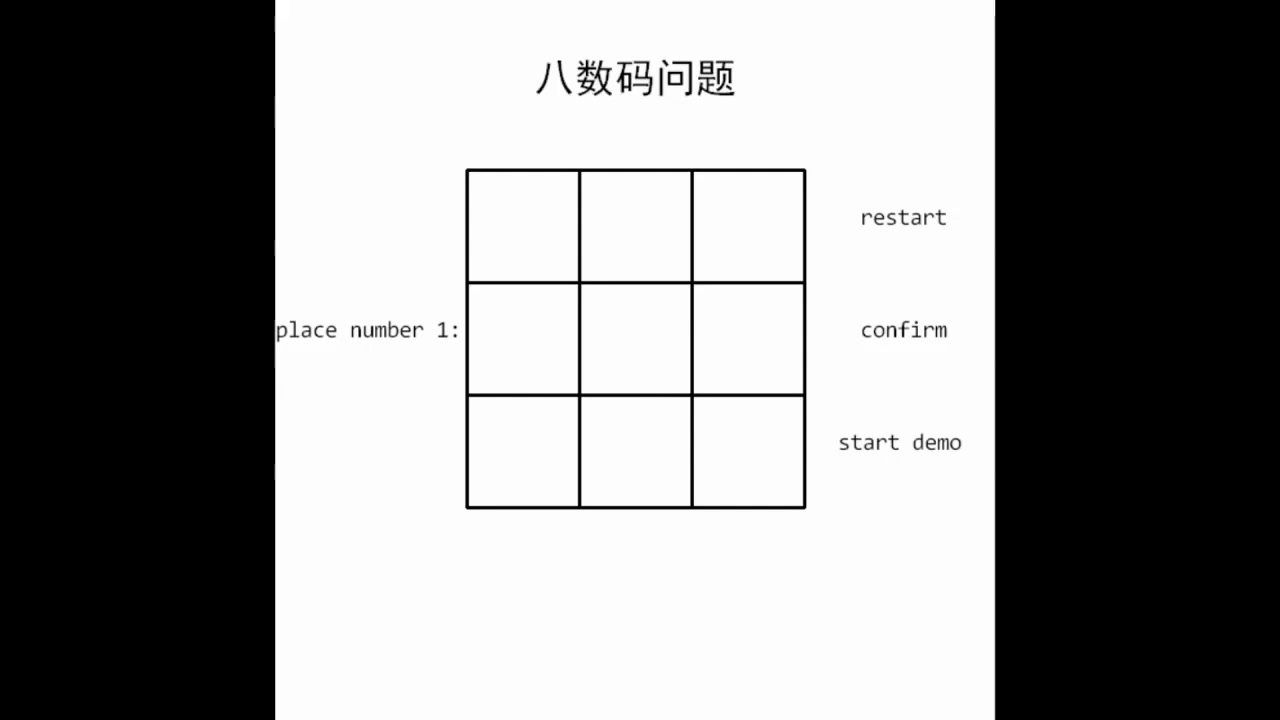 八数码问题
restart
place number 1:
confirm
start demo